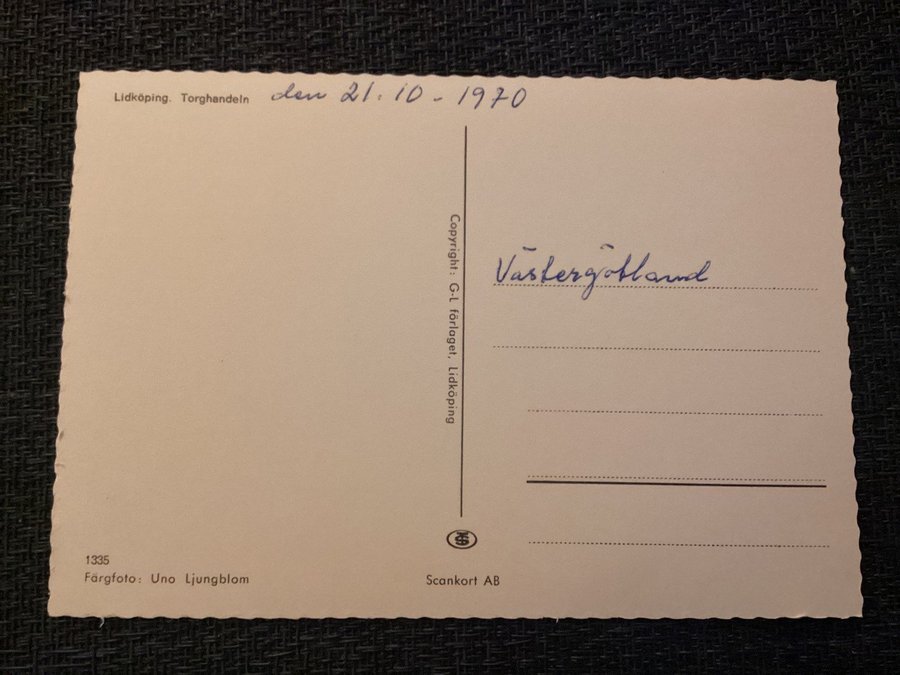 Lidköping. Torghandeln den 21.10 - 1970
Copyright: G-L förlaget, Lidköping
Västergötland
1335
Färgfoto: Uno Ljungblom
Scankort AB